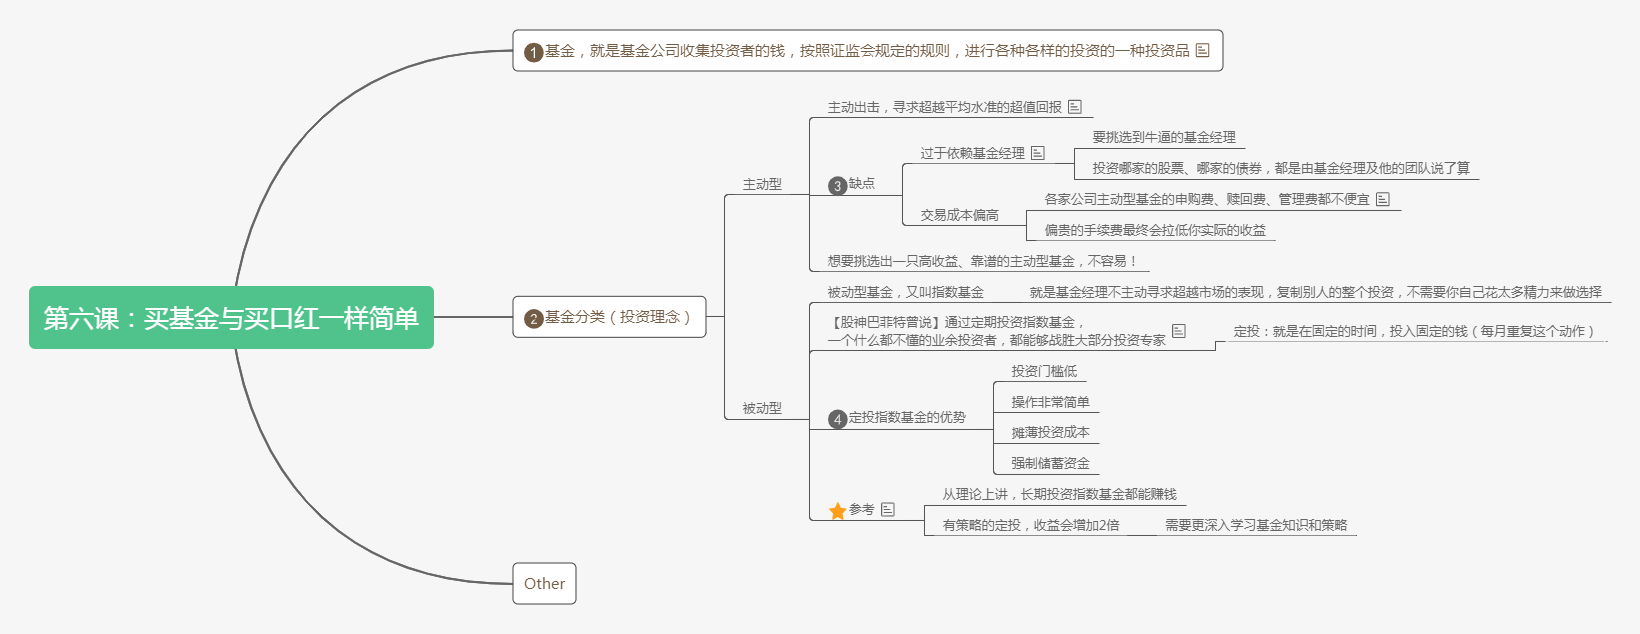 第六课：买基金与买口红一样简单
1 基金，就是基金公司收集投资者的钱，按照证监会规定的规则，进行各种各样的投资的一种投资品
2 基金分类（投资理念）
主动型
主动出击，寻求超越平均水准的超值回报
3 缺点
过于依赖基金经理
要挑选到牛逼的基金经理
投资哪家的股票、哪家的债券，都是由基金经理及他的团队说了算
交易成本偏高
各家公司主动型基金的申购费、赎回费、管理费都不便宜
偏贵的手续费最终会拉低你实际的收益
想要挑选出一只高收益、靠谱的主动型基金，不容易！
被动型
被动型基金，又叫指数基金
就是基金经理不主动寻求超越市场的表现，复制别人的整个投资，不需要你自己花太多精力来做选择
【股神巴菲特曾说】通过定期投资指数基金，
一个什么都不懂的业余投资者，都能够战胜大部分投资专家
定投：就是在固定的时间，投入固定的钱（每月重复这个动作）
4 定投指数基金的优势
投资门槛低
操作非常简单
摊薄投资成本
强制储蓄资金
参考
从理论上讲，长期投资指数基金都能赚钱
有策略的定投，收益会增加2倍
需要更深入学习基金知识和策略
Other